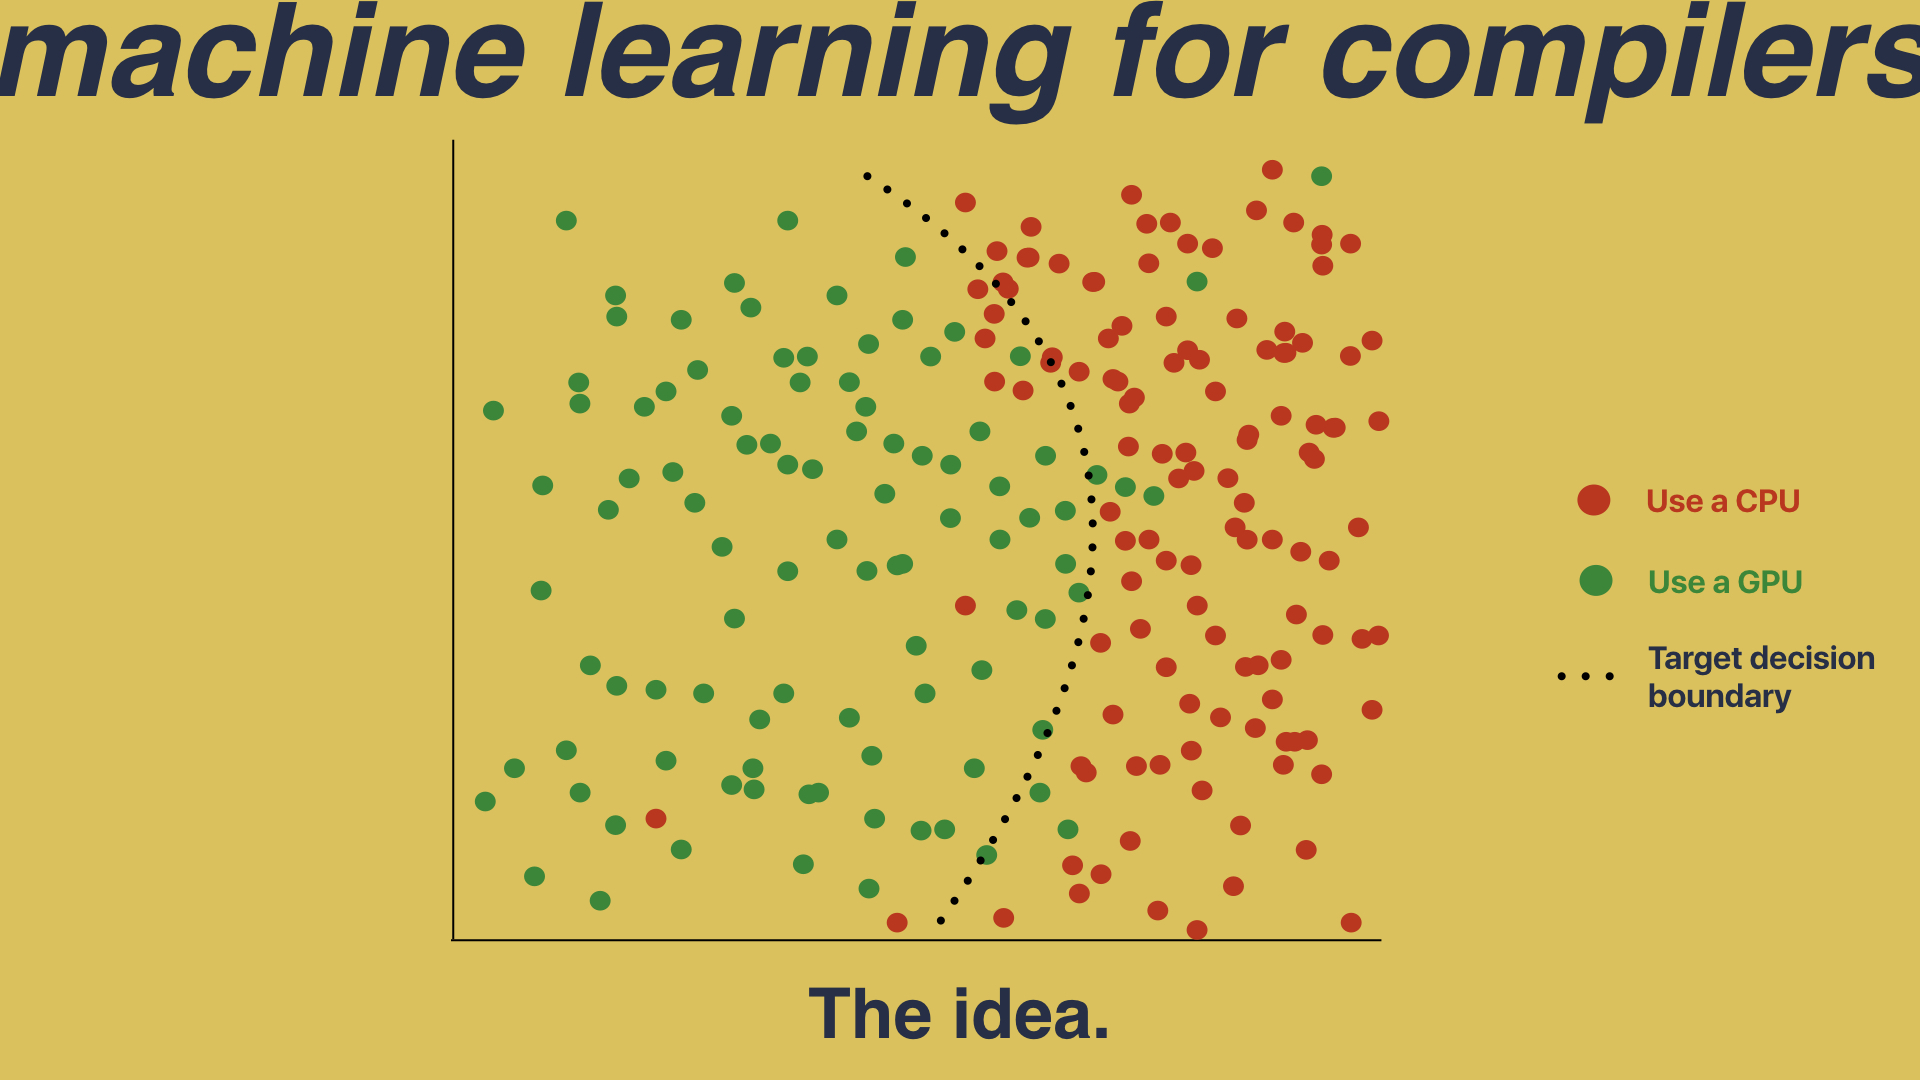 machine learning for compilers
Use a CPU
Use a GPU
Target decision
boundary
The idea.